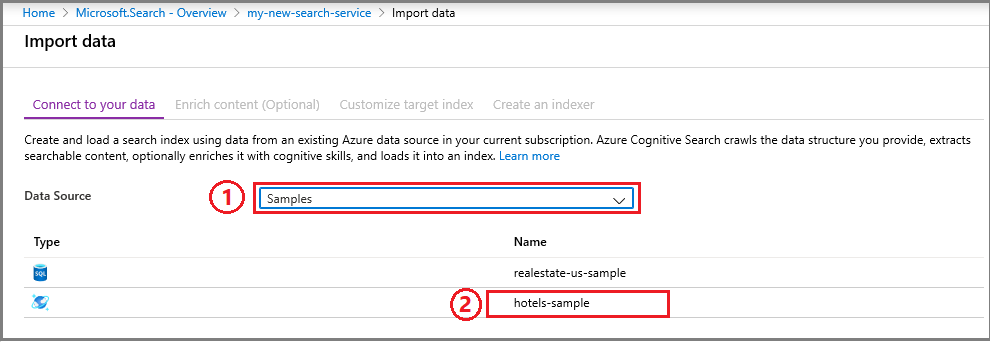 Home > Microsoft.Search - Overview > my-new-search-service > Import data
Import data
Connect to your data Enrich content (Optional) Customize target index Create an indexer
Create and load a search index using data from an existing Azure data source in your current subscription. Azure Cognitive Search crawls the data structure you provide, extracts
searchable content, optionally enriches it with cognitive skills, and loads it into an index. Learn more
Data Source 1 Samples
Type Name
SQL realestate-us-sample
2 hotels-sample